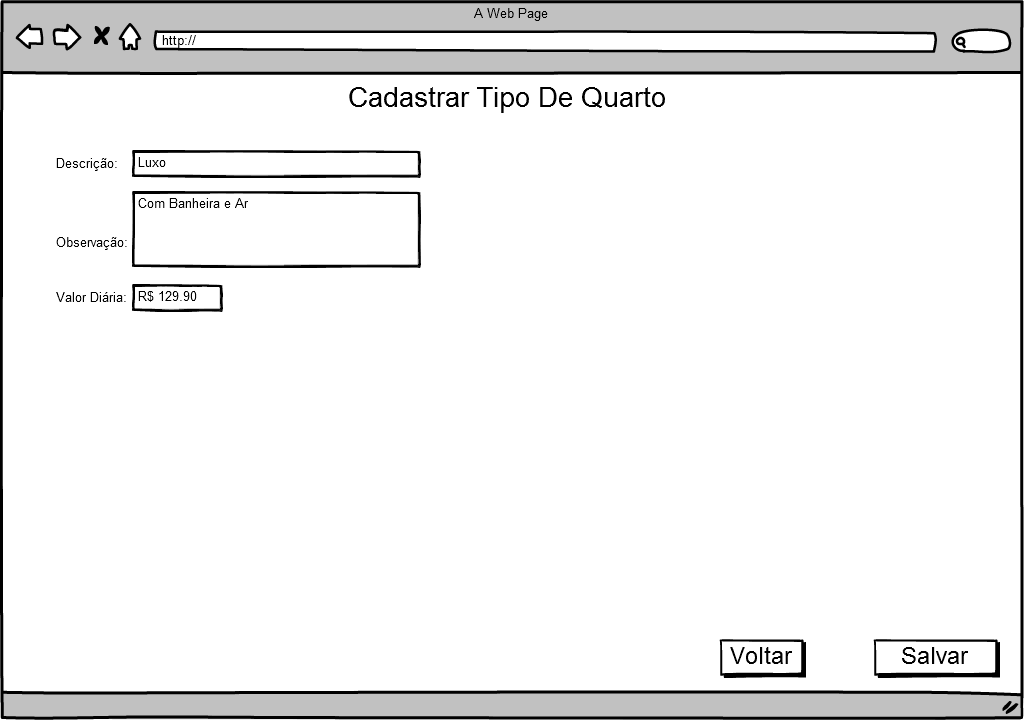 A Web Page
http://
Cadastrar Tipo De Quarto
Descrição: Luxo
Com Banheira e Ar
Observação:
Valor Diária: R$ 129.90
Voltar Salvar